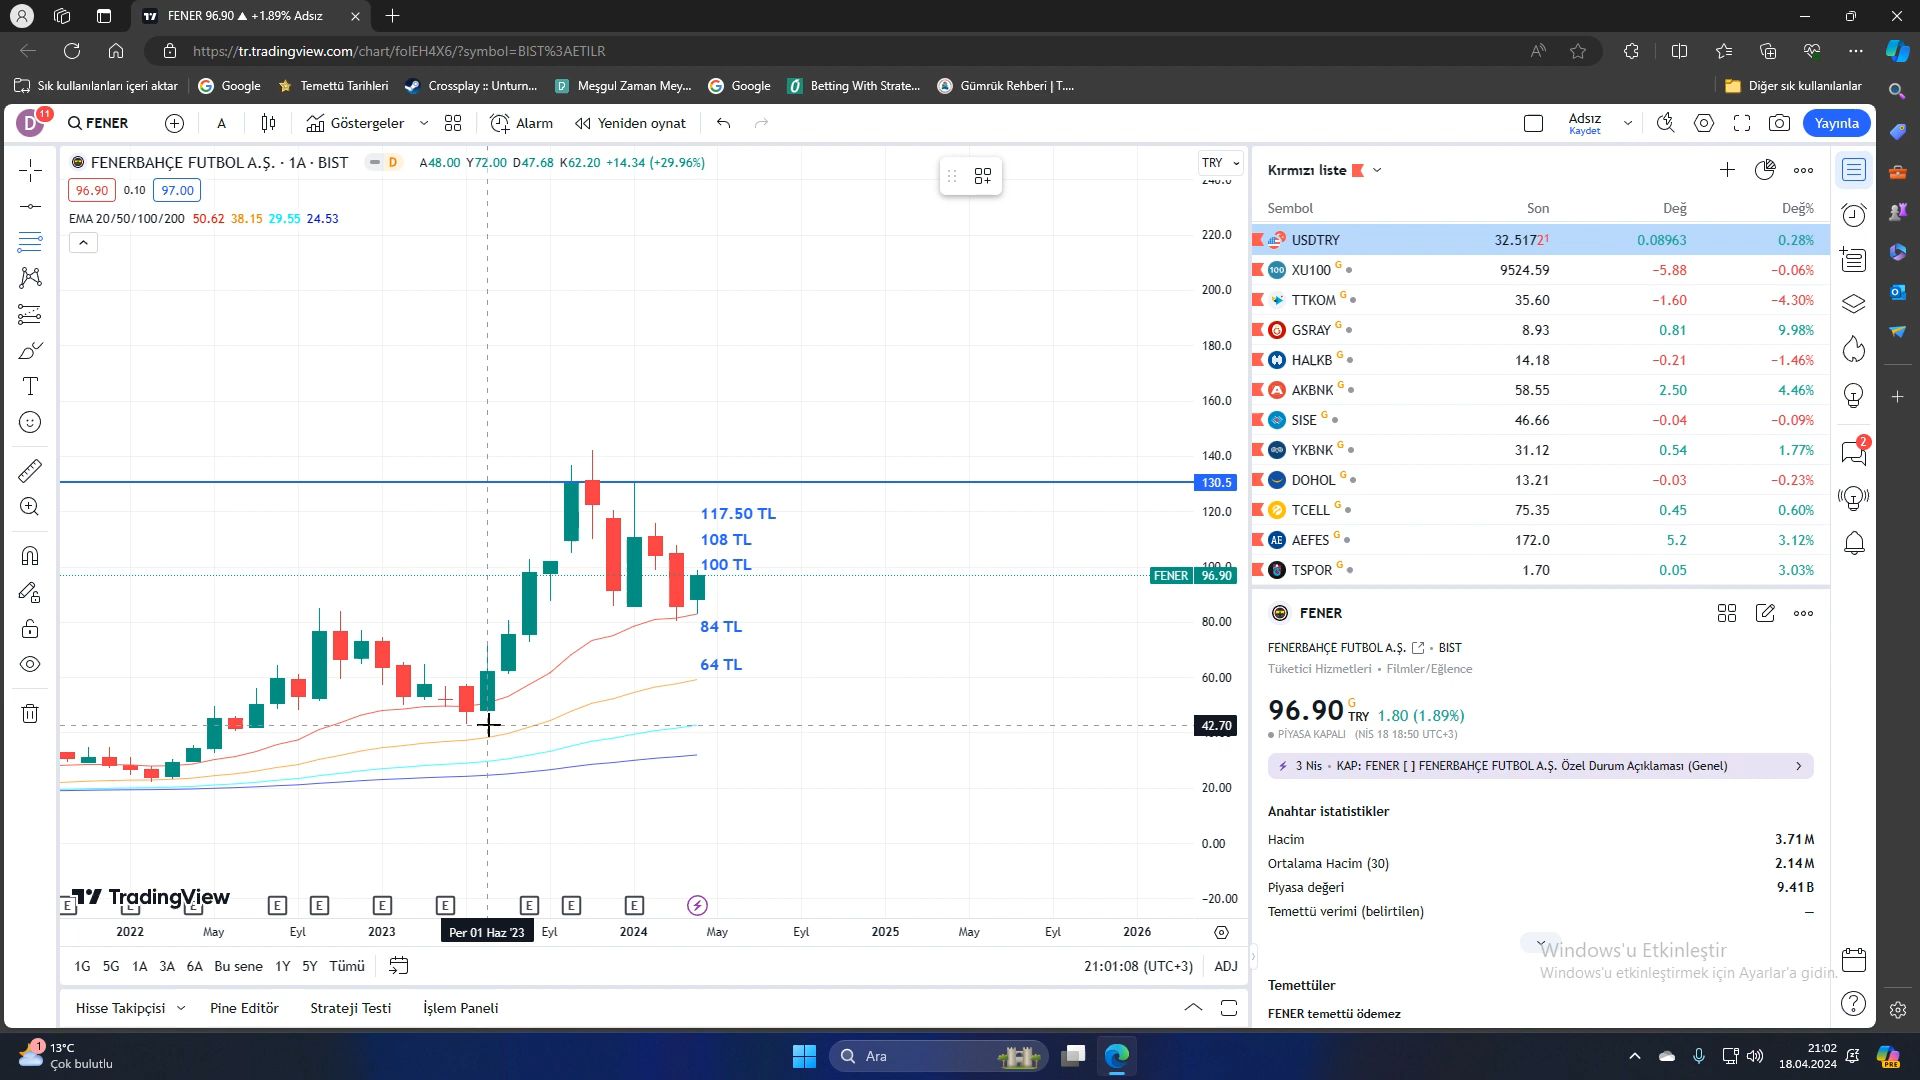 FENER 96.90 ▲ +1.89% Adsız
https://tr.tradingview.com/chart/folEH4X6/?symbol=BIST%3AETILR
Sık kullanılanları içeri aktar
Google
Temettü Tarihleri
Crossplay :: Unturn...
Meşgul Zaman Mey...
Google
Betting With Strate...
Gümrük Rehberi | T....
Diğer sık kullanılanlar
D 11
FENER
A
Göstergeler
Alarm
Yeniden oynat
Adsız
Kaydet
Yayınla
FENERBAHÇE FUTBOL A.Ş. · 1A · BIST
D
A48.00 Y72.00 D47.68 K62.20 +14.34 (+29.96%)
96.90 0.10 97.00
EMA 20/50/100/200 50.62 38.15 29.55 24.53
TRY
240.0
220.0
200.0
180.0
160.0
140.0
130.5
120.0
100.0
FENER 96.90
80.00
60.00
42.70
20.00
0.00
-20.00
117.50 TL
108 TL
100 TL
84 TL
64 TL
TradingView
E E E E E E E E E E
2022 May Eyl 2023 Per 01 Haz '23 Eyl 2024 May Eyl 2025 May Eyl 2026
1G 5G 1A 3A 6A Bu sene 1Y 5Y Tümü
21:01:08 (UTC+3) ADJ
Hisse Takipçisi Pine Editör Strateji Testi İşlem Paneli
Kırmızı liste
Sembol Son Değ Değ%
USDTRY 32.51721 0.08963 0.28%
XU100 G 9524.59 −5.88 −0.06%
TTKOM G 35.60 −1.60 −4.30%
GSRAY G 8.93 0.81 9.98%
HALKB G 14.18 −0.21 −1.46%
AKBNK G 58.55 2.50 4.46%
SISE G 46.66 −0.04 −0.09%
YKBNK G 31.12 0.54 1.77%
DOHOL G 13.21 −0.03 −0.23%
TCELL G 75.35 0.45 0.60%
AEFES G 172.0 5.2 3.12%
TSPOR G 1.70 0.05 3.03%
FENER
FENERBAHÇE FUTBOL A.Ş. • BIST
Tüketici Hizmetleri • Filmler/Eğlence
96.90 G TRY 1.80 (1.89%)
PİYASA KAPALI (NİS 18 18:50 UTC+3)
3 Nis • KAP: FENER [ ] FENERBAHÇE FUTBOL A.Ş. Özel Durum Açıklaması (Genel)
Anahtar istatistikler
Hacim 3.71M
Ortalama Hacim (30) 2.14M
Piyasa değeri 9.41B
Temettü verimi (belirtilen) —
Windows'u Etkinleştir
Windows'u etkinleştirmek için Ayarlar'a gidin.
Temettüler
FENER temettü ödemez
2
1
13°C
Çok bulutlu
Ara
21:02
18.04.2024
PRE